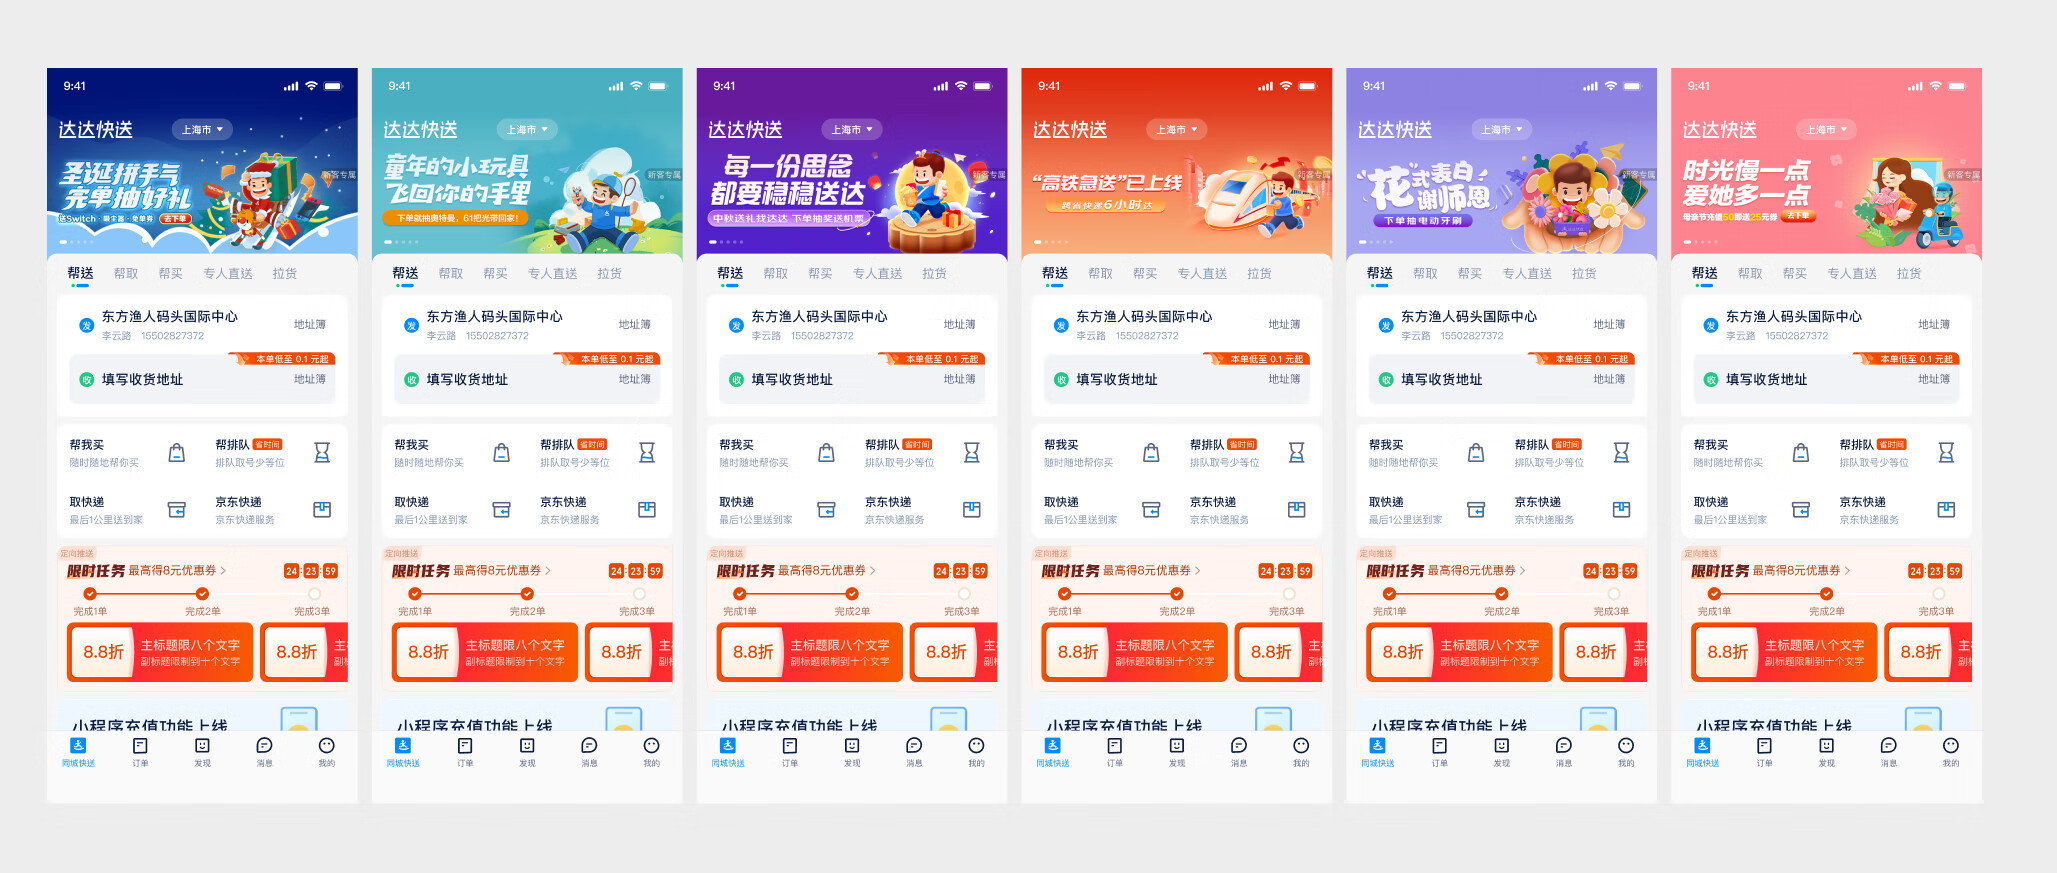 9:41
达达快送
上海市
圣诞拼手气
完单抽好礼
送Switch·吸尘器·免单券 去下单
新客专属
帮送 帮取 帮买 专人直送 拉货
发 东方渔人码头国际中心 地址簿
李云路 15502827372
本单低至 0.1 元起
收 填写收货地址 地址簿
帮我买 帮排队 省时间
随时随地帮你买 排队取号少等位
取快递 京东快递
最后1公里送到家 京东快递服务
定向推送
限时任务 最高得8元优惠券 24:23:59
完成1单 完成2单 完成3单
8.8折 主标题限八个文字 8.8折 主
副标题限制到十个文字 副标
小程序充值功能上线
同城快送 订单 发现 消息 我的
9:41
达达快送
上海市
童年的小玩具
飞回你的手里
下单就抽奥特曼，61把光带回家！
新客专属
帮送 帮取 帮买 专人直送 拉货
发 东方渔人码头国际中心 地址簿
李云路 15502827372
本单低至 0.1 元起
收 填写收货地址 地址簿
帮我买 帮排队 省时间
随时随地帮你买 排队取号少等位
取快递 京东快递
最后1公里送到家 京东快递服务
定向推送
限时任务 最高得8元优惠券 24:23:59
完成1单 完成2单 完成3单
8.8折 主标题限八个文字 8.8折 主
副标题限制到十个文字 副标
小程序充值功能上线
同城快送 订单 发现 消息 我的
9:41
达达快送
上海市
每一份思念
都要稳稳送达
中秋送礼找达达 下单抽奖送机票
新客专属
帮送 帮取 帮买 专人直送 拉货
发 东方渔人码头国际中心 地址簿
李云路 15502827372
本单低至 0.1 元起
收 填写收货地址 地址簿
帮我买 帮排队 省时间
随时随地帮你买 排队取号少等位
取快递 京东快递
最后1公里送到家 京东快递服务
定向推送
限时任务 最高得8元优惠券 24:23:59
完成1单 完成2单 完成3单
8.8折 主标题限八个文字 8.8折 主
副标题限制到十个文字 副标
小程序充值功能上线
同城快送 订单 发现 消息 我的
9:41
达达快送
上海市
“高铁急送”已上线
跨省快递6小时达
新客专属
帮送 帮取 帮买 专人直送 拉货
发 东方渔人码头国际中心 地址簿
李云路 15502827372
本单低至 0.1 元起
收 填写收货地址 地址簿
帮我买 帮排队 省时间
随时随地帮你买 排队取号少等位
取快递 京东快递
最后1公里送到家 京东快递服务
定向推送
限时任务 最高得8元优惠券 24:23:59
完成1单 完成2单 完成3单
8.8折 主标题限八个文字 8.8折 主
副标题限制到十个文字 副标
小程序充值功能上线
同城快送 订单 发现 消息 我的
9:41
达达快送
上海市
花式表白
谢师恩
下单抽电动牙刷
新客专属
帮送 帮取 帮买 专人直送 拉货
发 东方渔人码头国际中心 地址簿
李云路 15502827372
本单低至 0.1 元起
收 填写收货地址 地址簿
帮我买 帮排队 省时间
随时随地帮你买 排队取号少等位
取快递 京东快递
最后1公里送到家 京东快递服务
定向推送
限时任务 最高得8元优惠券 24:23:59
完成1单 完成2单 完成3单
8.8折 主标题限八个文字 8.8折 主
副标题限制到十个文字 副标
小程序充值功能上线
同城快送 订单 发现 消息 我的
9:41
达达快送
上海市
时光慢一点
爱她多一点
母亲节充值50即送25元券 去下单
新客专属
帮送 帮取 帮买 专人直送 拉货
发 东方渔人码头国际中心 地址簿
李云路 15502827372
本单低至 0.1 元起
收 填写收货地址 地址簿
帮我买 帮排队 省时间
随时随地帮你买 排队取号少等位
取快递 京东快递
最后1公里送到家 京东快递服务
定向推送
限时任务 最高得8元优惠券 24:23:59
完成1单 完成2单 完成3单
8.8折 主标题限八个文字 8.8折 主
副标题限制到十个文字 副标
小程序充值功能上线
同城快送 订单 发现 消息 我的